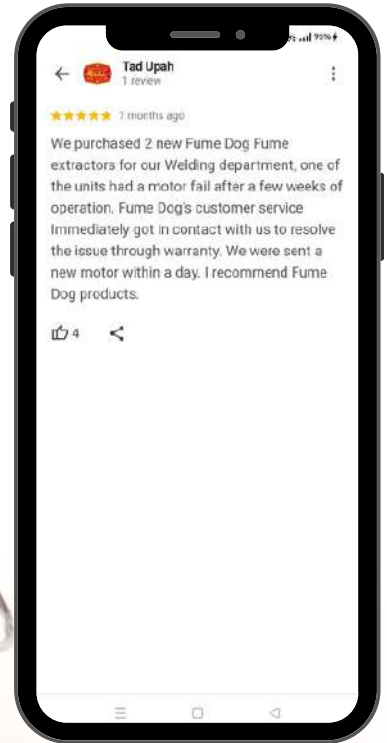 95%
Tad Upah
1 review
7 months ago
We purchased 2 new Fume Dog Fume
extractors for our Welding department, one of
the units had a motor fail after a few weeks of
operation. Fume Dog's customer service
Immediately got in contact with us to resolve
the issue through warranty. We were sent a
new motor within a day. I recommend Fume
Dog products.
4